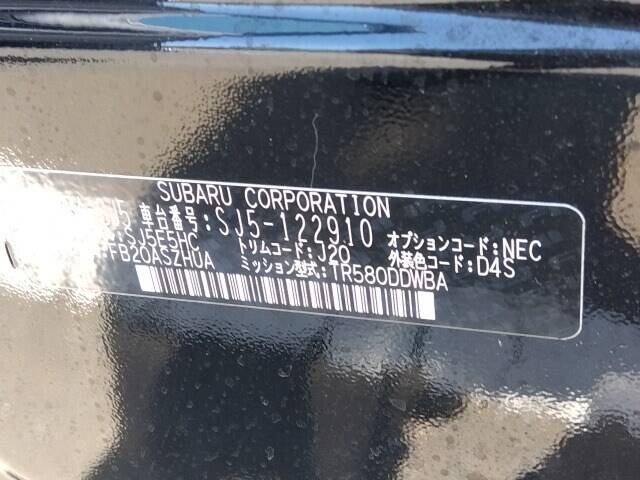 SUBARU CORPORATION
J5 車台番号:SJ5-122910
:SJ5F5HC トリムコード:J20 オプションコード:NEC
FB20ASZHUA ミッション型式:TR580DDWBA 外装色コード:D4S